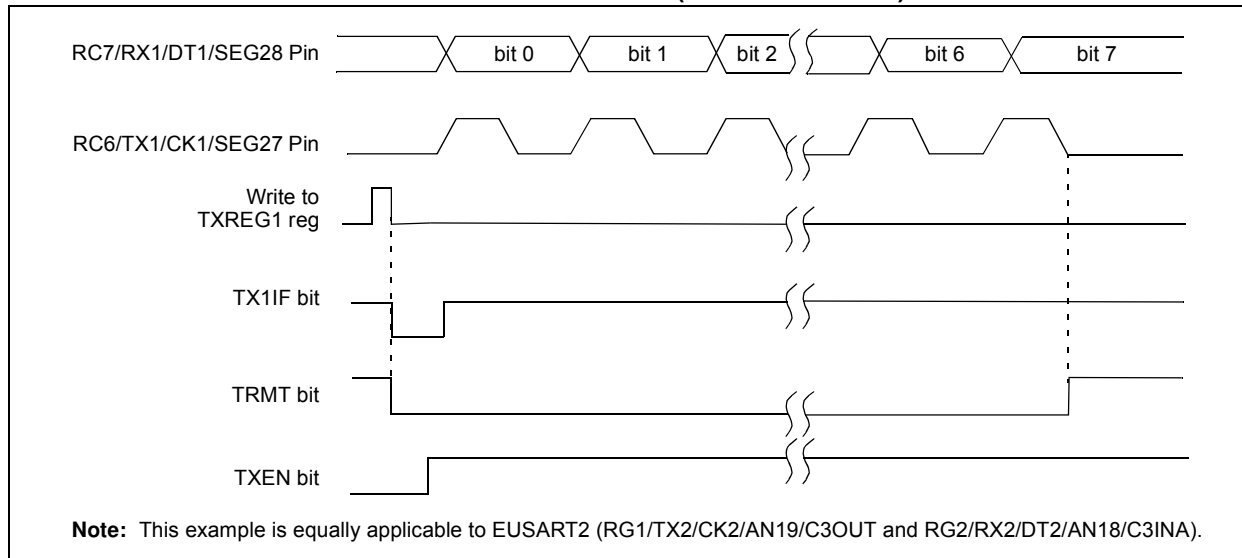 RC7/RX1/DT1/SEG28 Pin
bit 0
bit 1
bit 2
bit 6
bit 7
RC6/TX1/CK1/SEG27 Pin
Write to
TXREG1 reg
TX1IF bit
TRMT bit
TXEN bit
Note: This example is equally applicable to EUSART2 (RG1/TX2/CK2/AN19/C3OUT and RG2/RX2/DT2/AN18/C3INA).